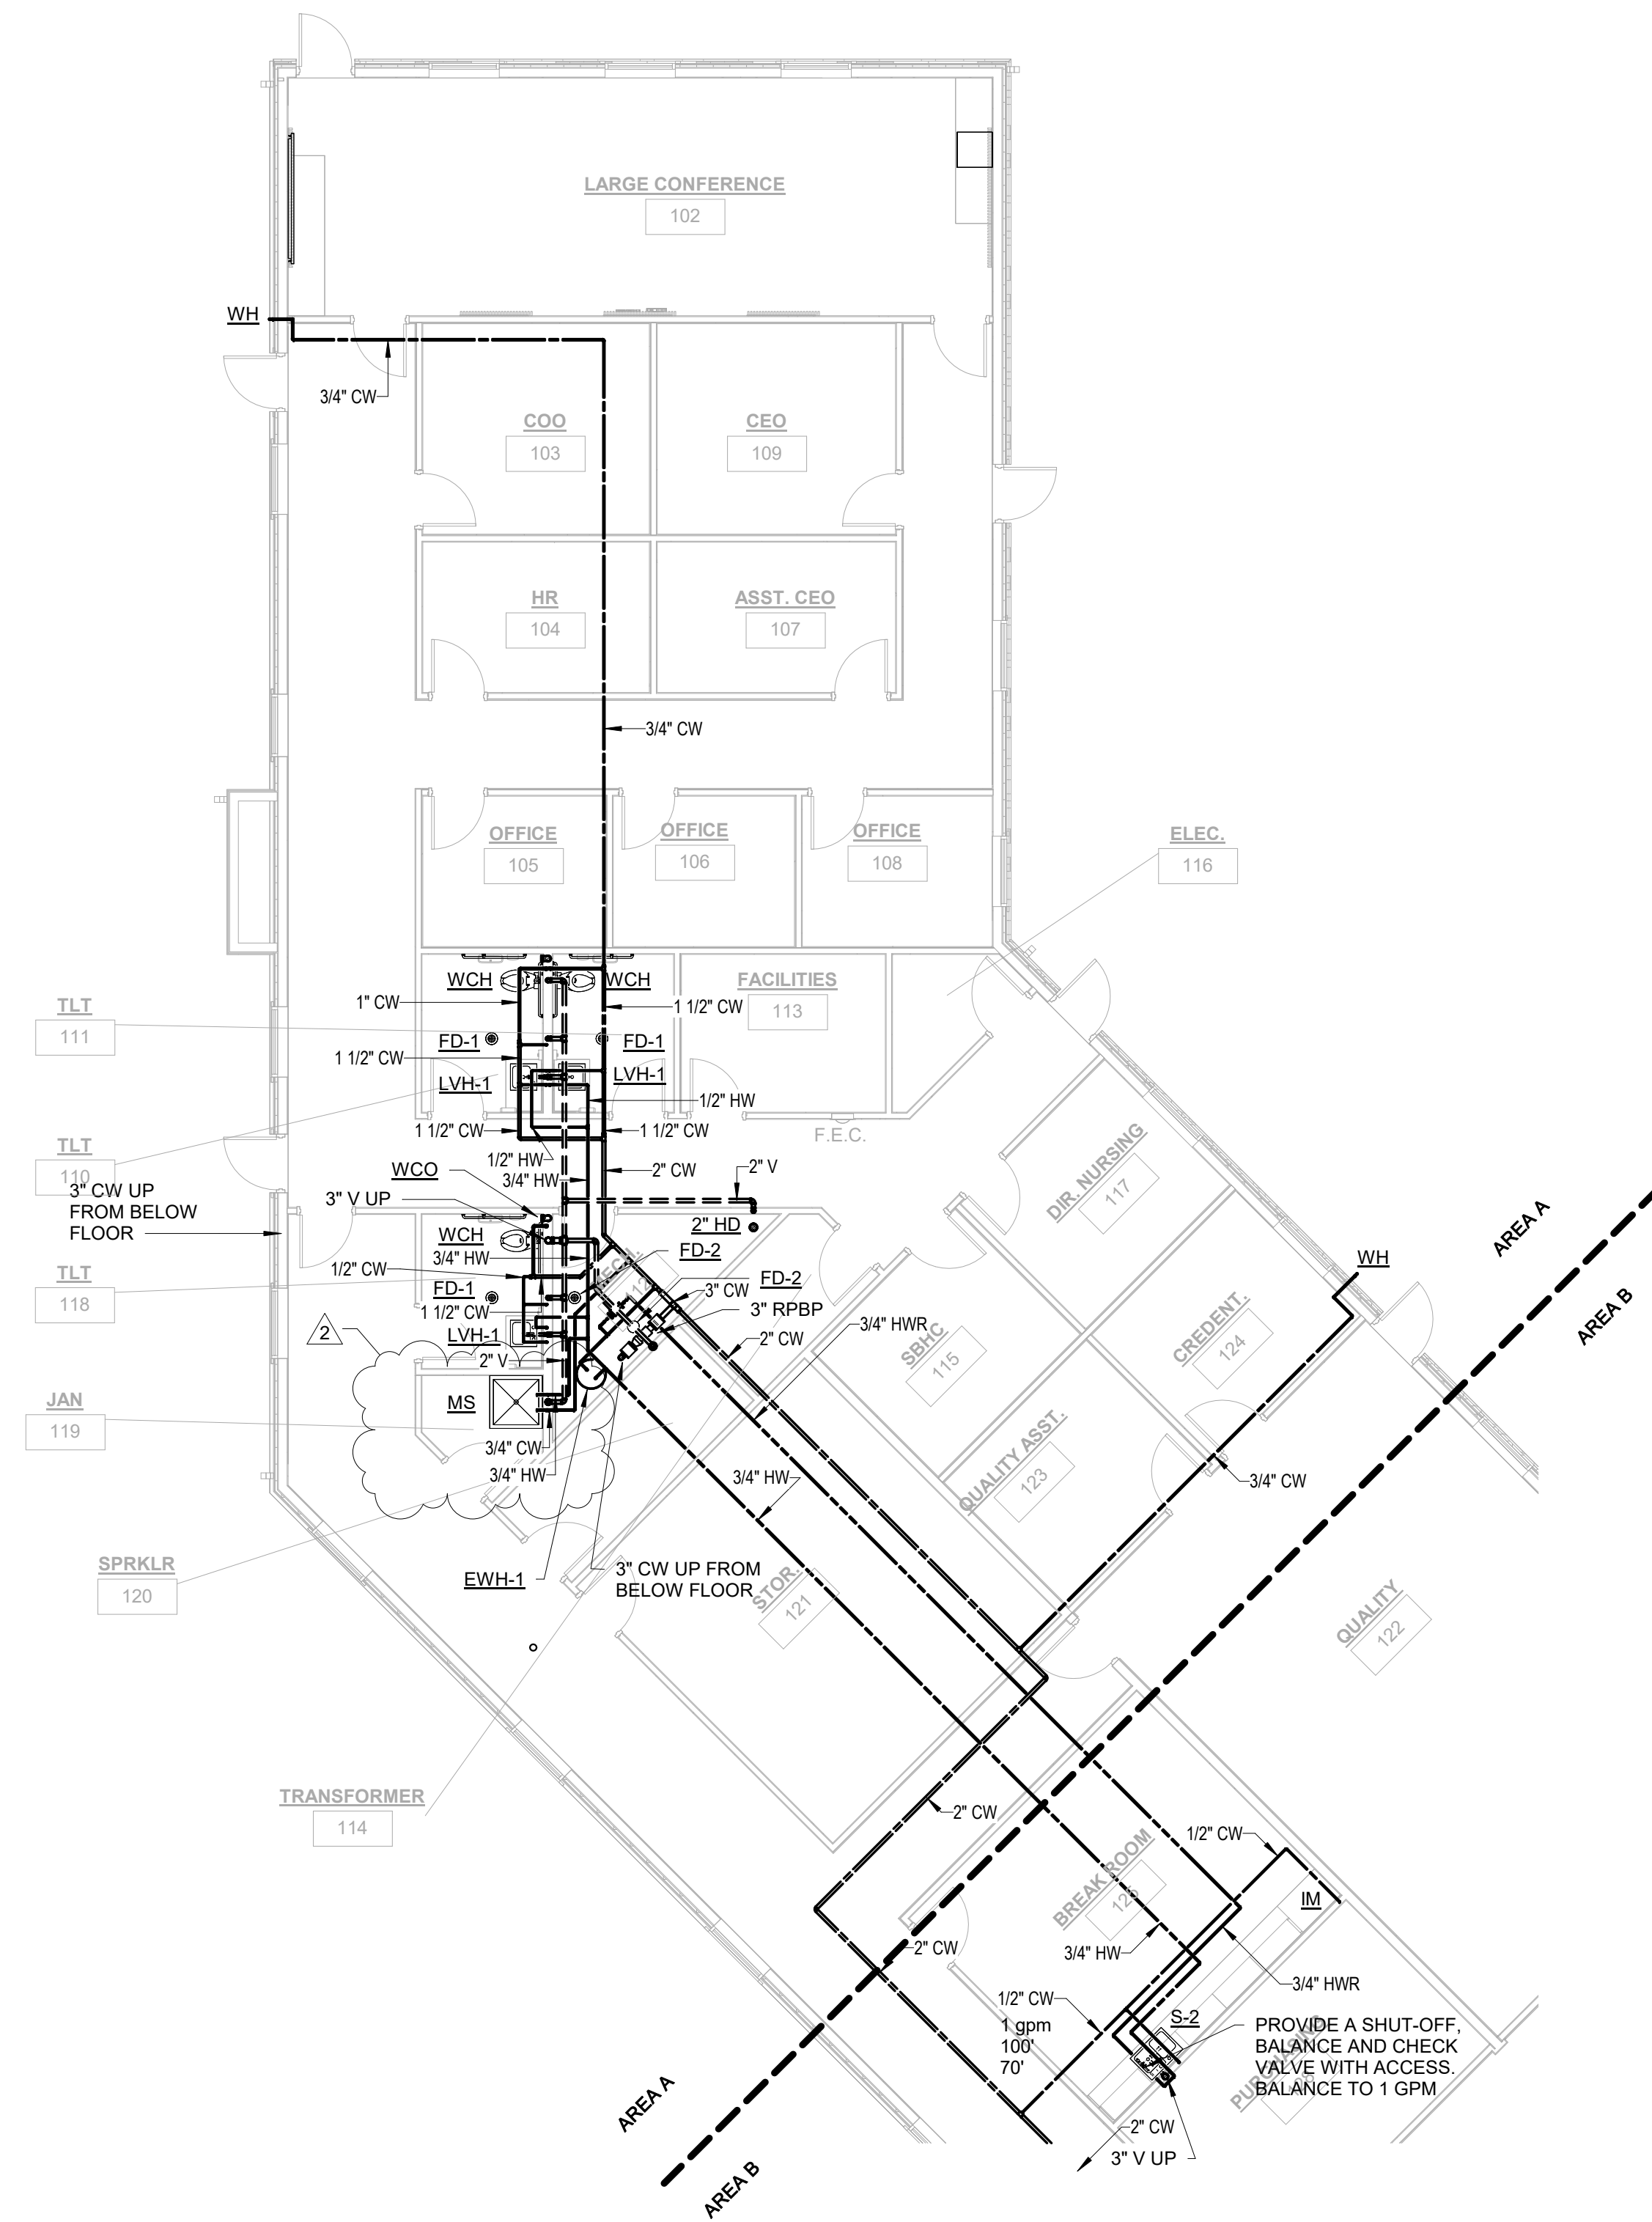 LARGE CONFERENCE
102
WH
3/4" CW
COO
103
CEO
109
HR
104
ASST. CEO
107
3/4" CW
OFFICE
105
OFFICE
106
OFFICE
108
ELEC.
116
WCH
WCH
FACILITIES
113
1" CW
1 1/2" CW
TLT
111
FD-1
FD-1
1 1/2" CW
LVH-1
LVH-1
1/2" HW
1 1/2" CW
1 1/2" CW
F.E.C.
TLT
110
1/2" HW
WCO
3/4" HW
2" CW
2" V
DIR. NURSING
117
3" CW UP
FROM BELOW
FLOOR
3" V UP
2" HD
AREA A
WCH
3/4" HW
FD-2
WH
1/2" CW
TLT
118
FD-1
FD-2
3" CW
AREA B
1 1/2" CW
3" RPBP
2
LVH-1
2" CW
3/4" HWR
SBHC
115
CREDENT.
124
2" V
JAN
119
MS
3/4" CW
3/4" HW
3/4" HW
QUALITY ASST.
123
3/4" CW
SPRKLR
120
EWH-1
3" CW UP FROM
BELOW FLOOR
STOR.
121
QUALITY
122
TRANSFORMER
114
2" CW
1/2" CW
BREAK ROOM
IM
2" CW
3/4" HW
3/4" HWR
1/2" CW
1 gpm
100'
70'
S-2
PROVIDE A SHUT-OFF,
BALANCE AND CHECK
VALVE WITH ACCESS.
BALANCE TO 1 GPM
PURCHASING
AREA A
2" CW
3" V UP
AREA B